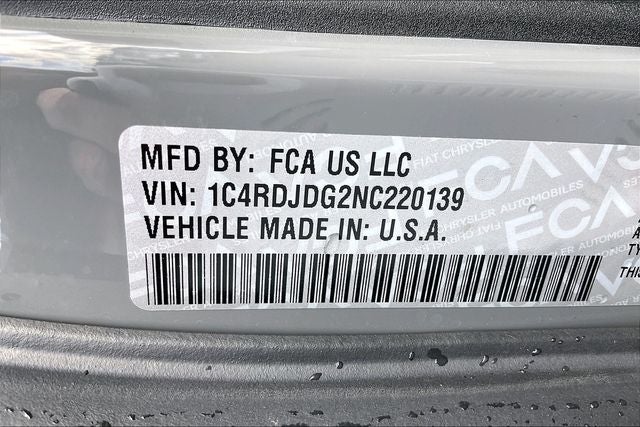 MFD BY: FCA US LLC
VIN: 1C4RDJDG2NC220139
VEHICLE MADE IN: U.S.A.